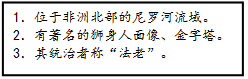 1. 位于非洲北部的尼罗河流域。
2. 有著名的狮身人面像、金字塔。
3. 其统治者称“法老”。